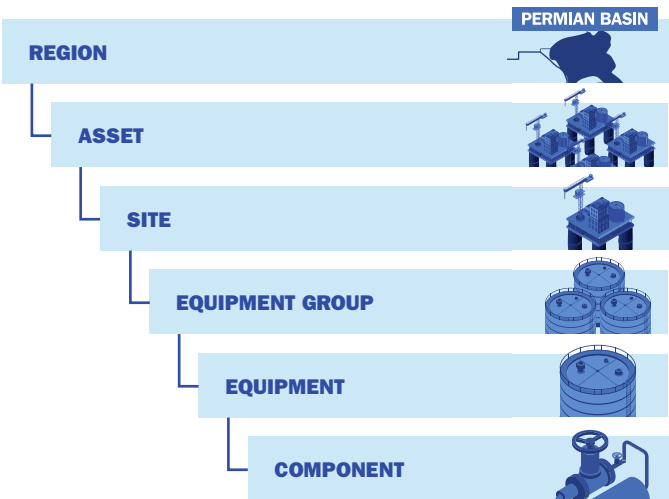 PERMIAN BASIN
REGION
ASSET
SITE
EQUIPMENT GROUP
EQUIPMENT
COMPONENT